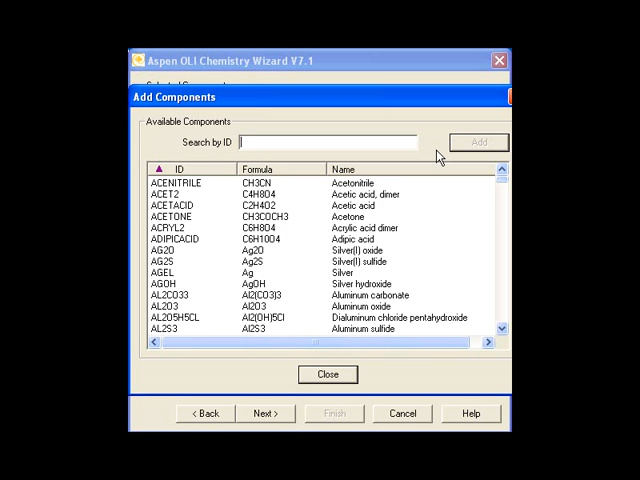 Aspen OLI Chemistry Wizard V7.1
Add Components
Available Components
Search by ID
Add
ID Formula Name
ACENITRILE CH3CN Acetonitrile
ACET2 C4H8O4 Acetic acid, dimer
ACETACID C2H4O2 Acetic acid
ACETONE CH3COCH3 Acetone
ACRYL2 C6H8O4 Acrylic acid dimer
ADIPICACID C6H10O4 Adipic acid
AG2O Ag2O Silver(I) oxide
AG2S Ag2S Silver(I) sulfide
AGEL Ag Silver
AGOH AgOH Silver hydroxide
AL2CO33 Al2(CO3)3 Aluminum carbonate
AL2O3 Al2O3 Aluminum oxide
AL2O5H5CL Al2(OH)5Cl Dialuminum chloride pentahydroxide
AL2S3 Al2S3 Aluminum sulfide
Close
< Back Next > Finish Cancel Help